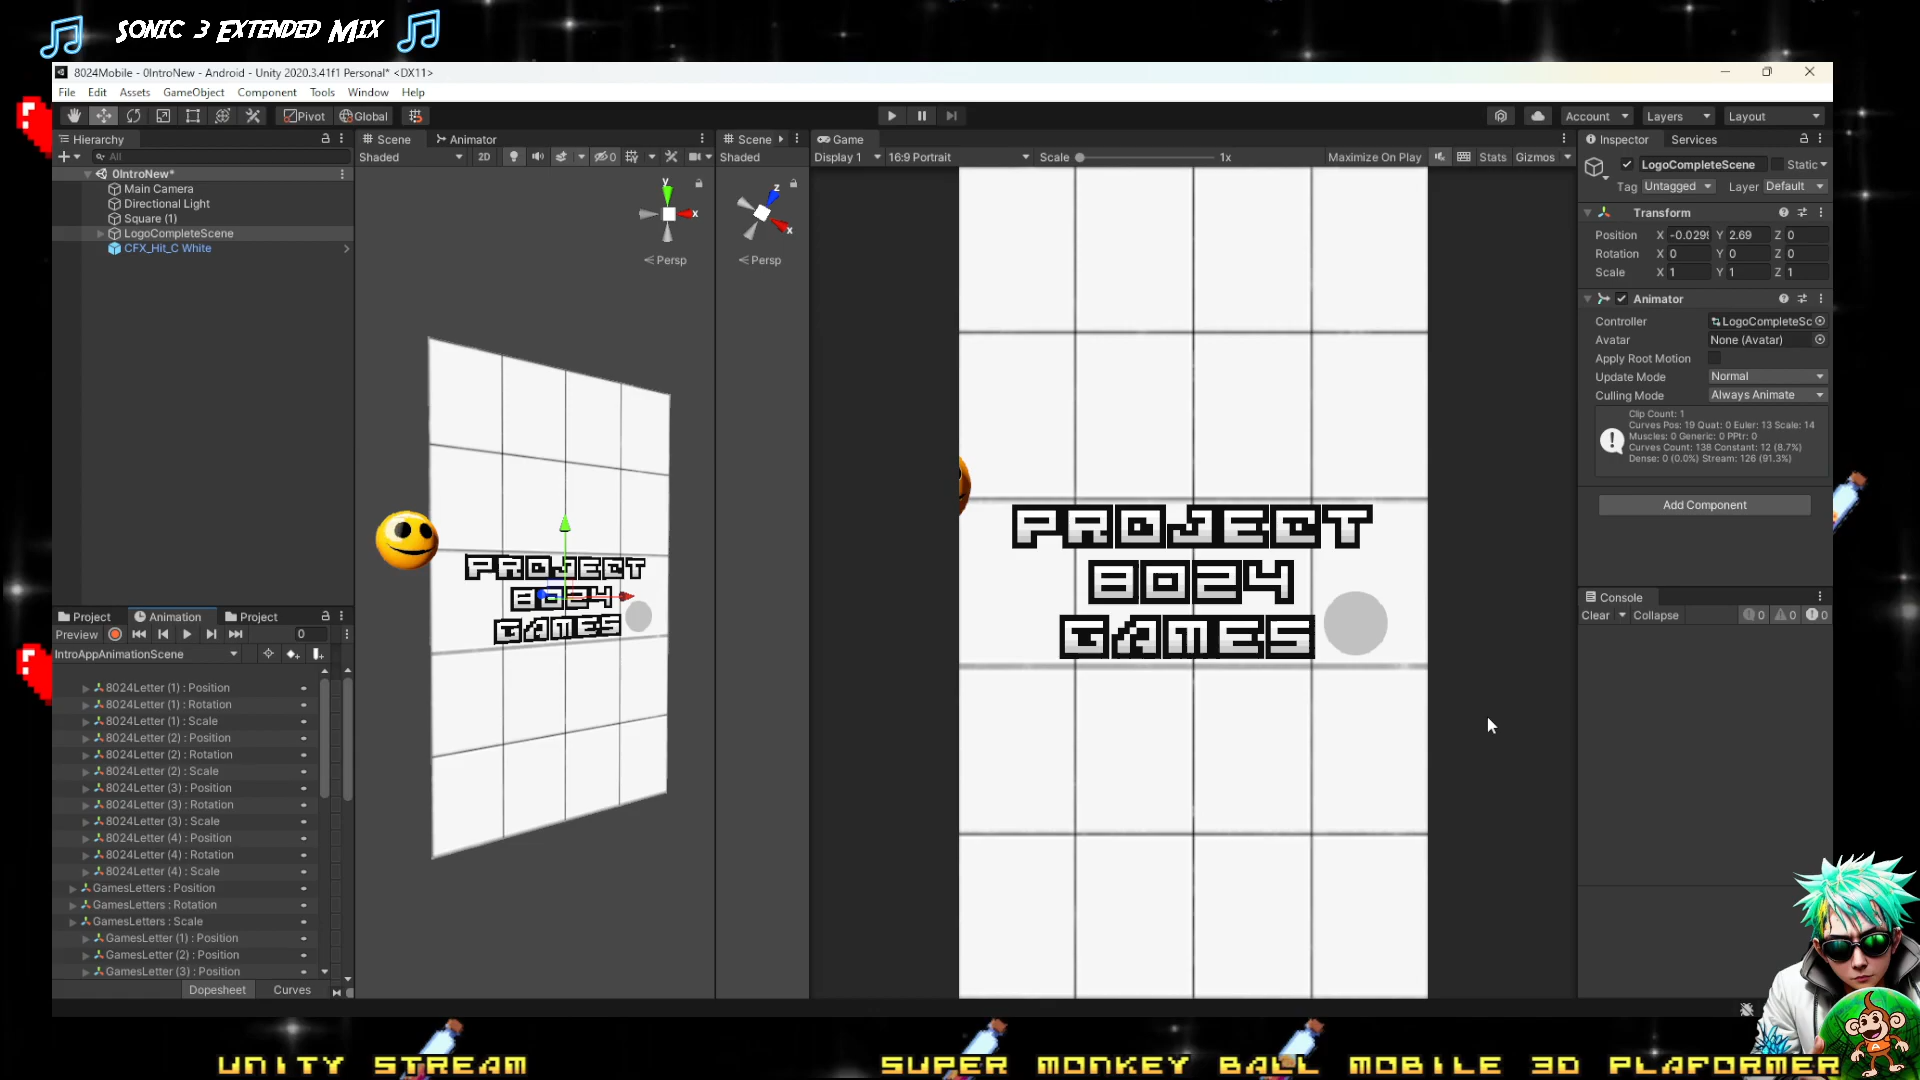 Sonic 3 Extended Mix
8024Mobile - 0IntroNew - Android - Unity 2020.3.41f1 Personal* <DX11>
File Edit Assets GameObject Component Tools Window Help
Pivot Global Account Layers Layout
Hierarchy
All
0IntroNew*
Main Camera
Directional Light
Square (1)
LogoCompleteScene
CFX_Hit_C White
Scene Animator
Shaded 2D 0
y
x
Persp
Scene
Shaded
z
x
Persp
Game
Display 1 16:9 Portrait Scale 1x Maximize On Play Stats Gizmos
PROJECT
8024
GAMES
PROJECT
8024
GAMES
Inspector Services
LogoCompleteScene Static
Tag Untagged Layer Default
Transform
Position X -0.029 Y 2.69 Z 0
Rotation X 0 Y 0 Z 0
Scale X 1 Y 1 Z 1
Animator
Controller LogoCompleteSc
Avatar None (Avatar)
Apply Root Motion
Update Mode Normal
Culling Mode Always Animate
Clip Count: 1
Curves Pos: 19 Quat: 0 Euler: 13 Scale: 14
Muscles: 0 Generic: 0 PPtr: 0
Curves Count: 138 Constant: 12 (8.7%)
Dense: 0 (0.0%) Stream: 126 (91.3%)
Add Component
Console
Clear Collapse 0 0 0
Project Animation Project
Preview 0
IntroAppAnimationScene
8024Letter (1) : Position
8024Letter (1) : Rotation
8024Letter (1) : Scale
8024Letter (2) : Position
8024Letter (2) : Rotation
8024Letter (2) : Scale
8024Letter (3) : Position
8024Letter (3) : Rotation
8024Letter (3) : Scale
8024Letter (4) : Position
8024Letter (4) : Rotation
8024Letter (4) : Scale
GamesLetters : Position
GamesLetters : Rotation
GamesLetters : Scale
GamesLetter (1) : Position
GamesLetter (2) : Position
GamesLetter (3) : Position
Dopesheet Curves
UNITY STREAM SUPER MONKEY BALL MOBILE 3D PLAFORMER